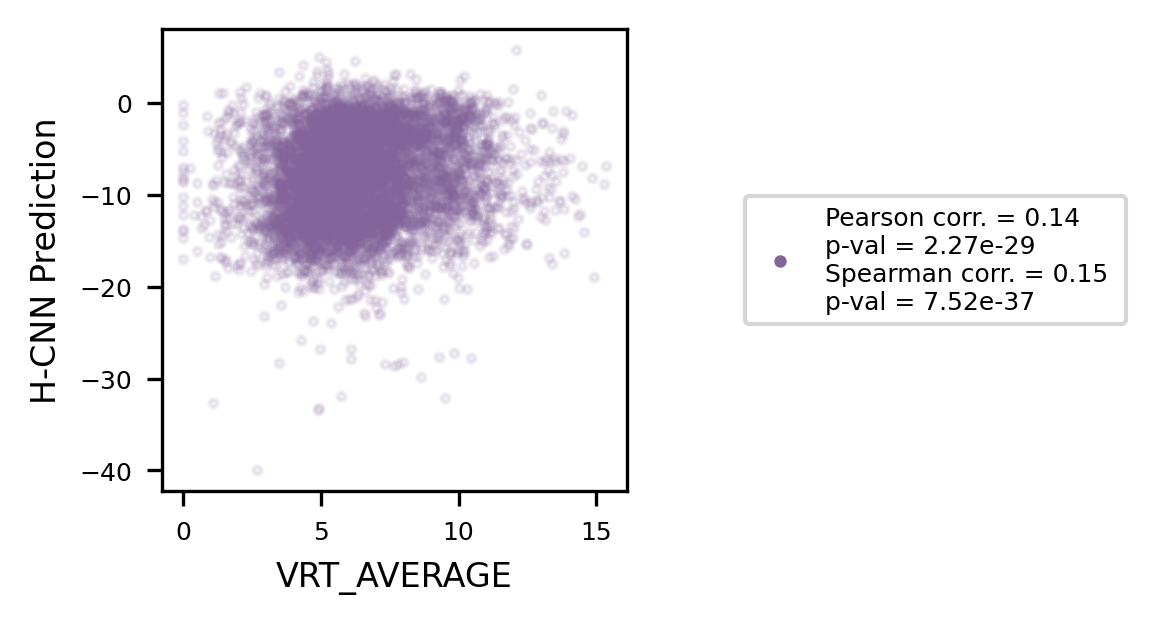 0
−10
−20
−30
−40
H-CNN Prediction
0 5 10 15
VRT_AVERAGE
Pearson corr. = 0.14
p-val = 2.27e-29
Spearman corr. = 0.15
p-val = 7.52e-37